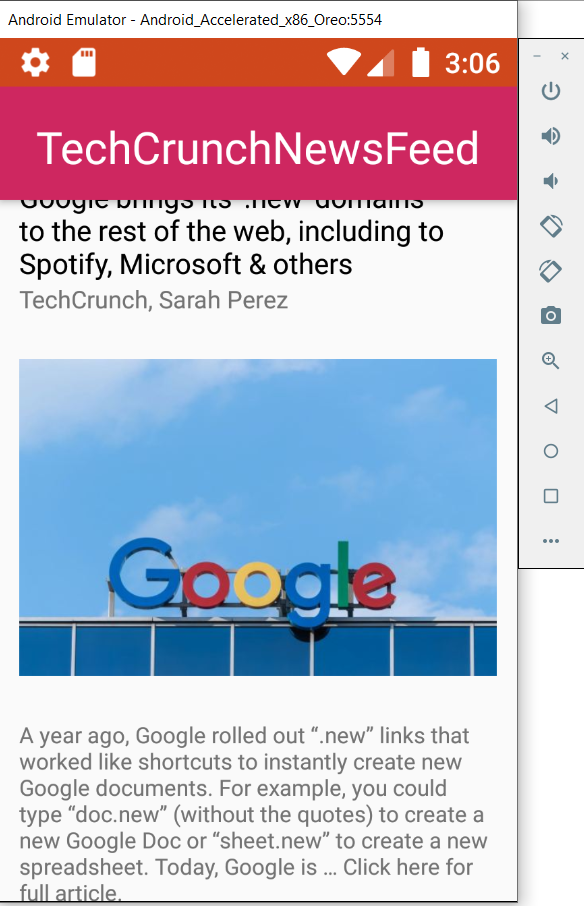 Android Emulator - Android_Accelerated_x86_Oreo:5554
3:06
TechCrunchNewsFeed
Google brings its ‘.new’ domains
to the rest of the web, including to
Spotify, Microsoft & others
TechCrunch, Sarah Perez
Google
A year ago, Google rolled out “.new” links that
worked like shortcuts to instantly create new
Google documents. For example, you could
type “doc.new” (without the quotes) to create a
new Google Doc or “sheet.new” to create a new
spreadsheet. Today, Google is … Click here for
full article.